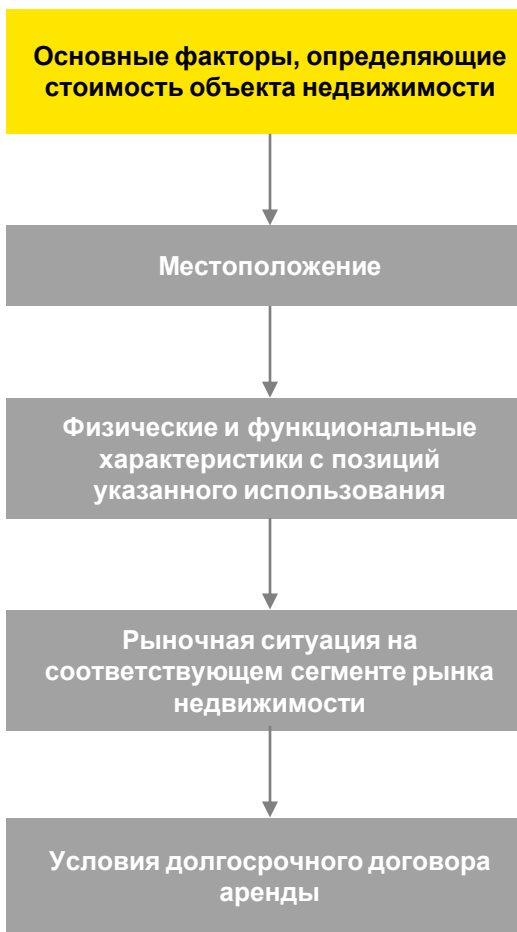 Основные факторы, определяющие
стоимость объекта недвижимости
Местоположение
Физические и функциональные
характеристики с позиций
указанного использования
Рыночная ситуация на
соответствующем сегменте рынка
недвижимости
Условия долгосрочного договора
аренды